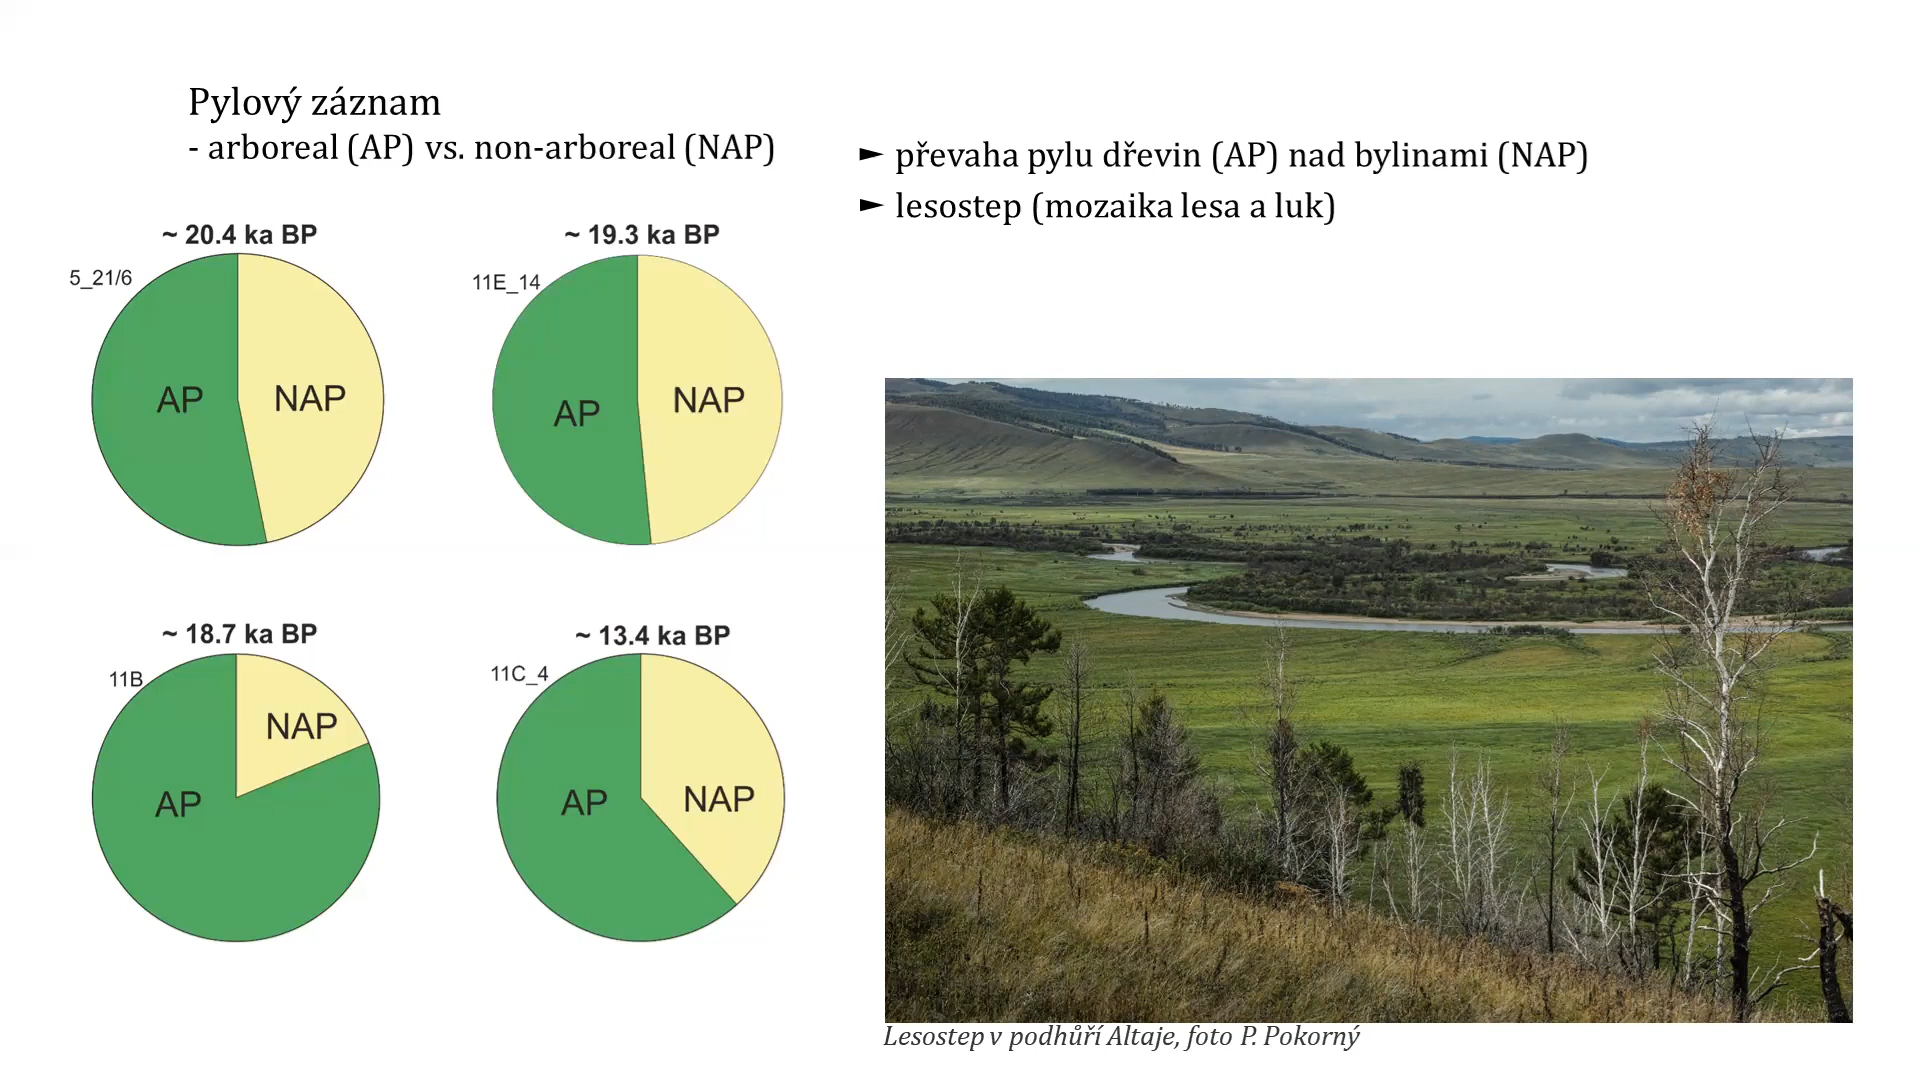 Pylový záznam
- arboreal (AP) vs. non-arboreal (NAP)
► převaha pylu dřevin (AP) nad bylinami (NAP)
► lesostep (mozaika lesa a luk)
~ 20.4 ka BP
5_21/6
AP
NAP
~ 19.3 ka BP
11E_14
AP
NAP
~ 18.7 ka BP
11B
AP
NAP
~ 13.4 ka BP
11C_4
AP
NAP
Lesostep v podhůří Altaje, foto P. Pokorný